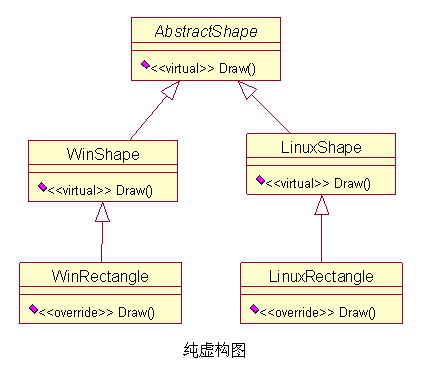 AbstractShape
<<virtual>> Draw()
WinShape
<<virtual>> Draw()
LinuxShape
<<virtual>> Draw()
WinRectangle
<<override>> Draw()
LinuxRectangle
<<override>> Draw()
纯虚构图